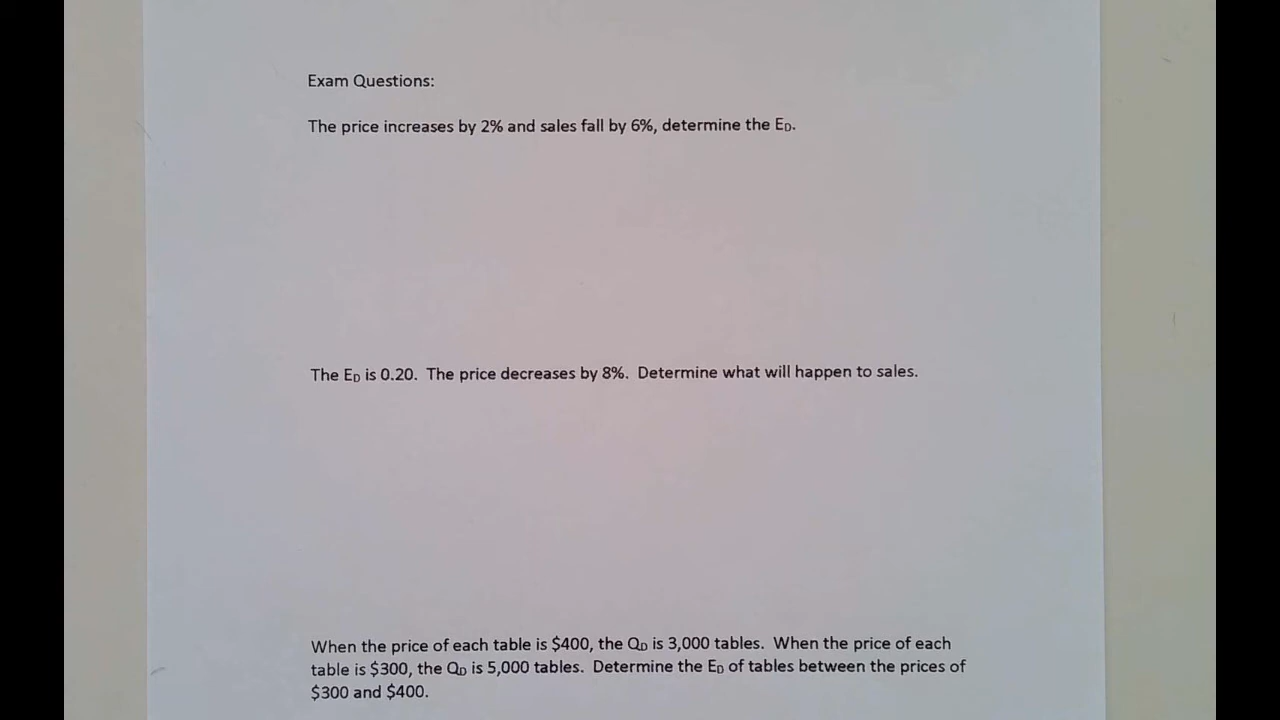 Exam Questions:
The price increases by 2% and sales fall by 6%, determine the ED.
The ED is 0.20.  The price decreases by 8%.  Determine what will happen to sales.
When the price of each table is $400, the QD is 3,000 tables.  When the price of each
table is $300, the QD is 5,000 tables.  Determine the ED of tables between the prices of
$300 and $400.